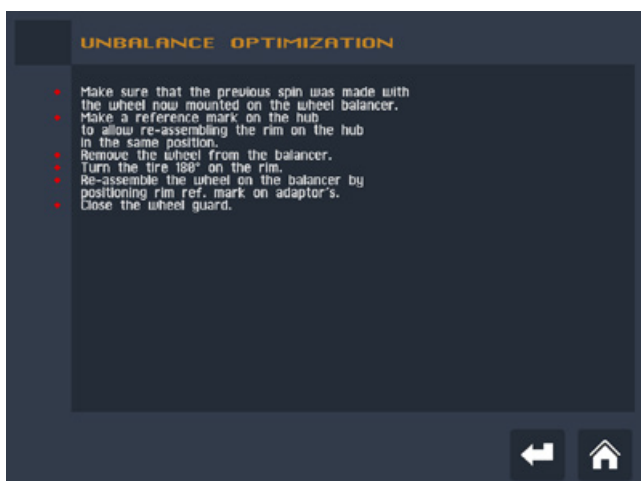 UNBALANCE OPTIMIZATION
Make sure that the previous spin was made with
the wheel now mounted on the wheel balancer.
Make a reference mark on the hub
to allow re-assembling the rim on the hub
in the same position.
Remove the wheel from the balancer.
Turn the tire 180° on the rim.
Re-assemble the wheel on the balancer by
positioning rim ref. mark on adaptor's.
Close the wheel guard.